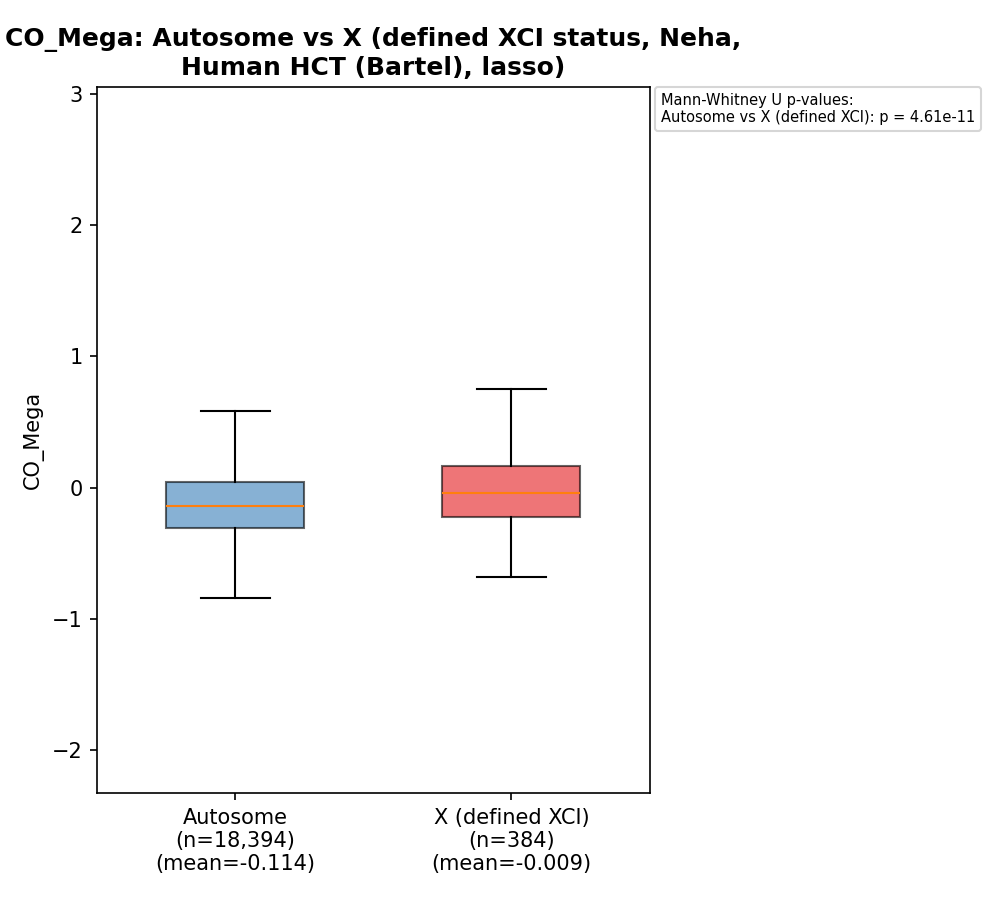 CO_Mega: Autosome vs X (defined XCI status, Neha,
Human HCT (Bartel), lasso)
Mann-Whitney U p-values:
Autosome vs X (defined XCI): p = 4.61e-11
3
2
1
0
−1
−2
CO_Mega
Autosome
(n=18,394)
(mean=-0.114)
X (defined XCI)
(n=384)
(mean=-0.009)